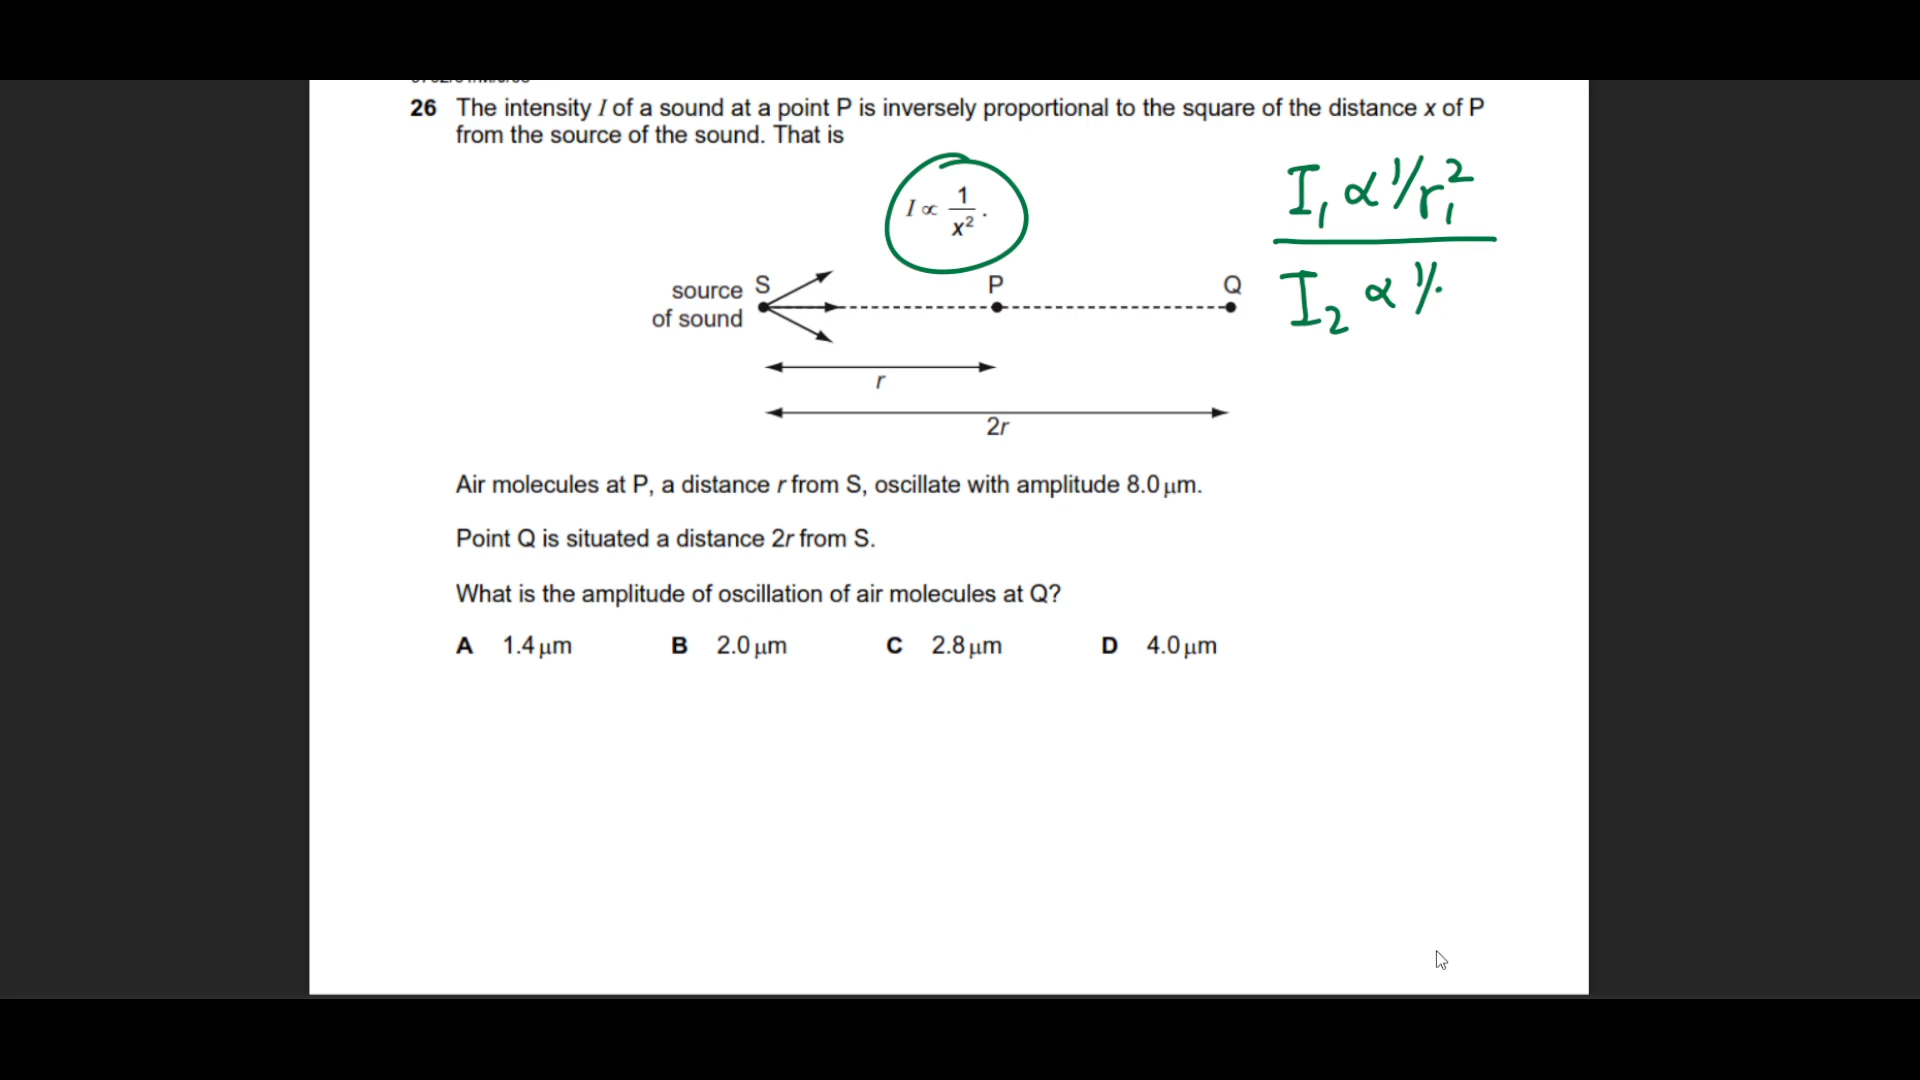 26 The intensity I of a sound at a point P is inversely proportional to the square of the distance x of P
from the source of the sound. That is
I ∝ 1/x² .
I₁ ∝ 1/r₁²
I₂ ∝ 1/
source of sound
S
P
Q
r
2r
Air molecules at P, a distance r from S, oscillate with amplitude 8.0 μm.
Point Q is situated a distance 2r from S.
What is the amplitude of oscillation of air molecules at Q?
A 1.4 μm B 2.0 μm C 2.8 μm D 4.0 μm